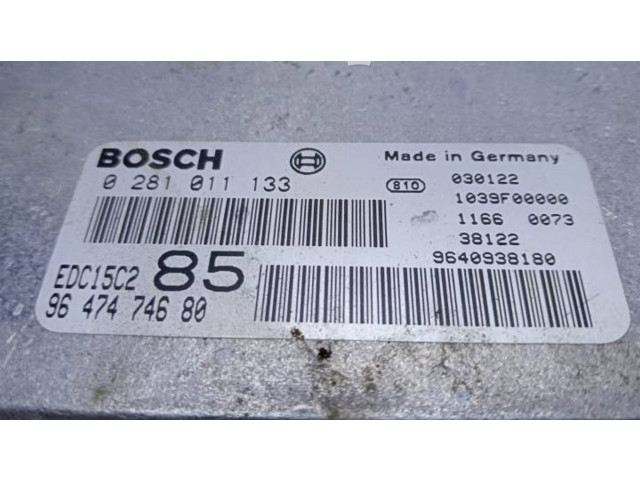 BOSCH
0 281 011 133
EDC15C2 85
96 474 746 80
Made in Germany
810 030122
1039F00000
1166 0073
38122
9640938180